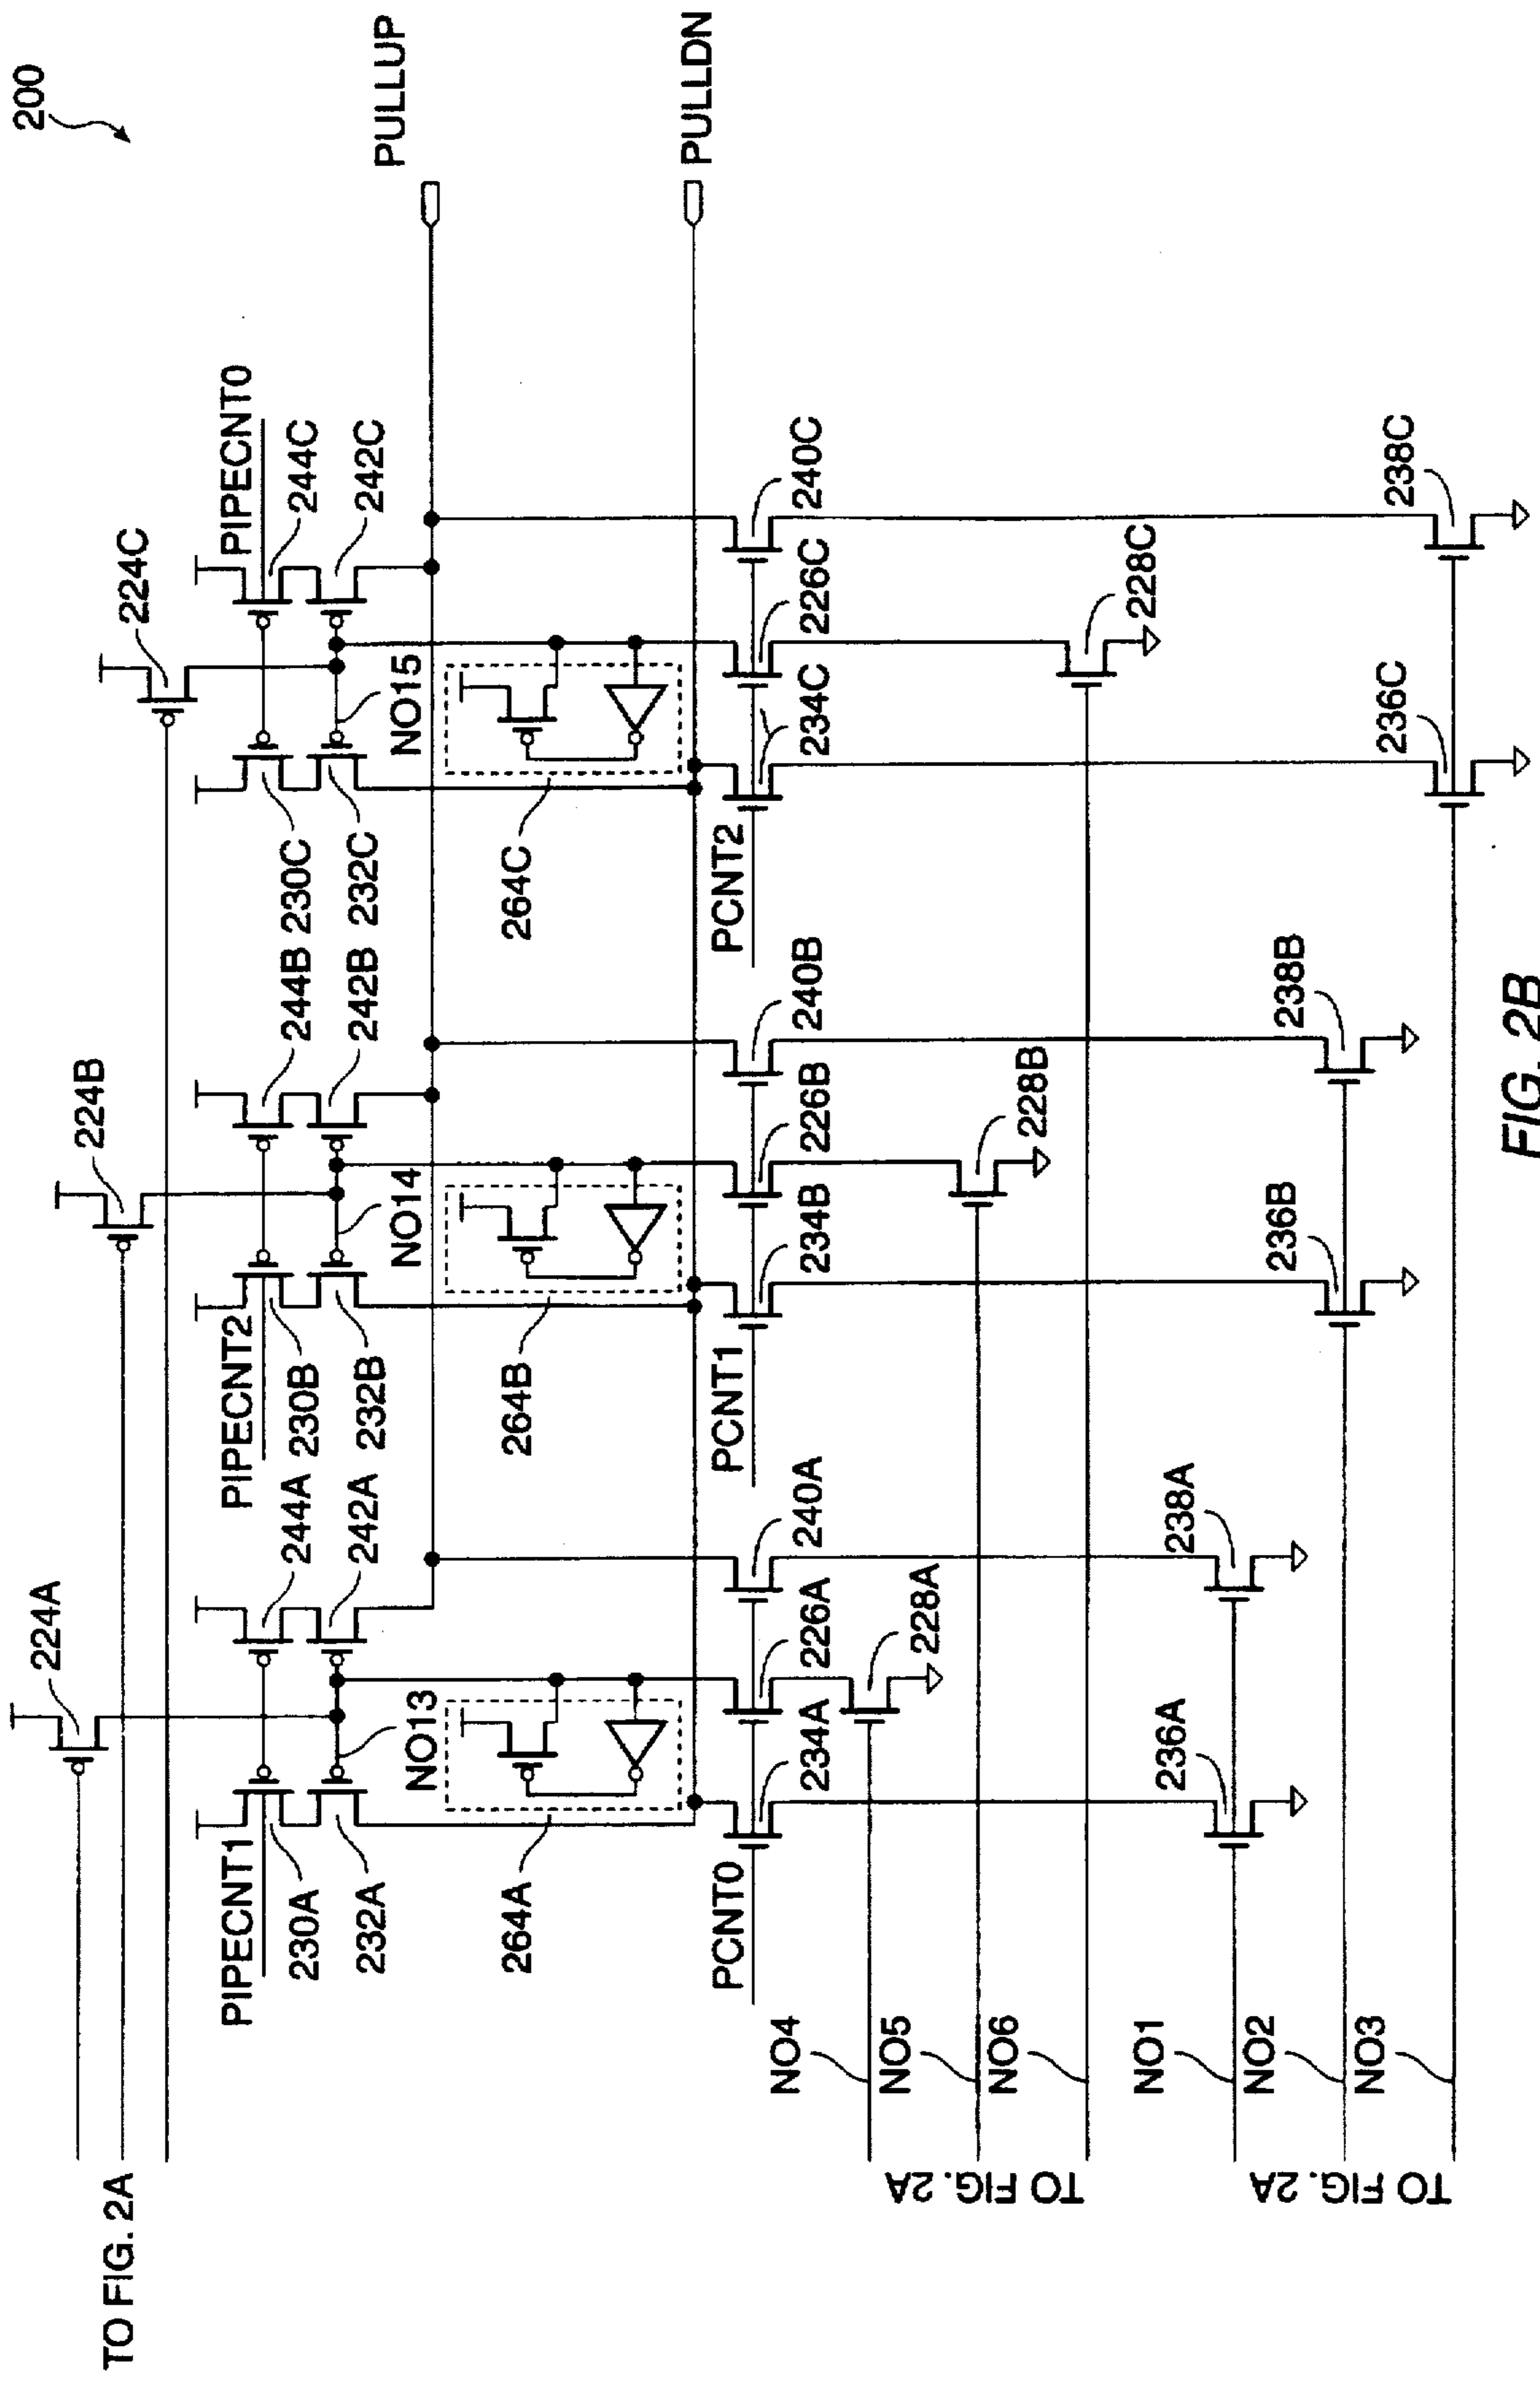 200
224A
224B
224C
TO FIG. 2A
PIPECNT1
244A
PIPECNT2
244B
PIPECNT0
244C
230A
242A
230B
242B
230C
242C
232A
232B
232C
PULLUP
NO13
NO14
NO15
264A
264B
264C
PULLDN
PCNT0
PCNT1
PCNT2
234A
226A
240A
234B
226B
240B
234C
226C
240C
NO4
228A
NO5
228B
NO6
228C
TO FIG. 2A
NO1
236A
238A
NO2
236B
238B
NO3
236C
238C
TO FIG. 2A
FIG. 2B